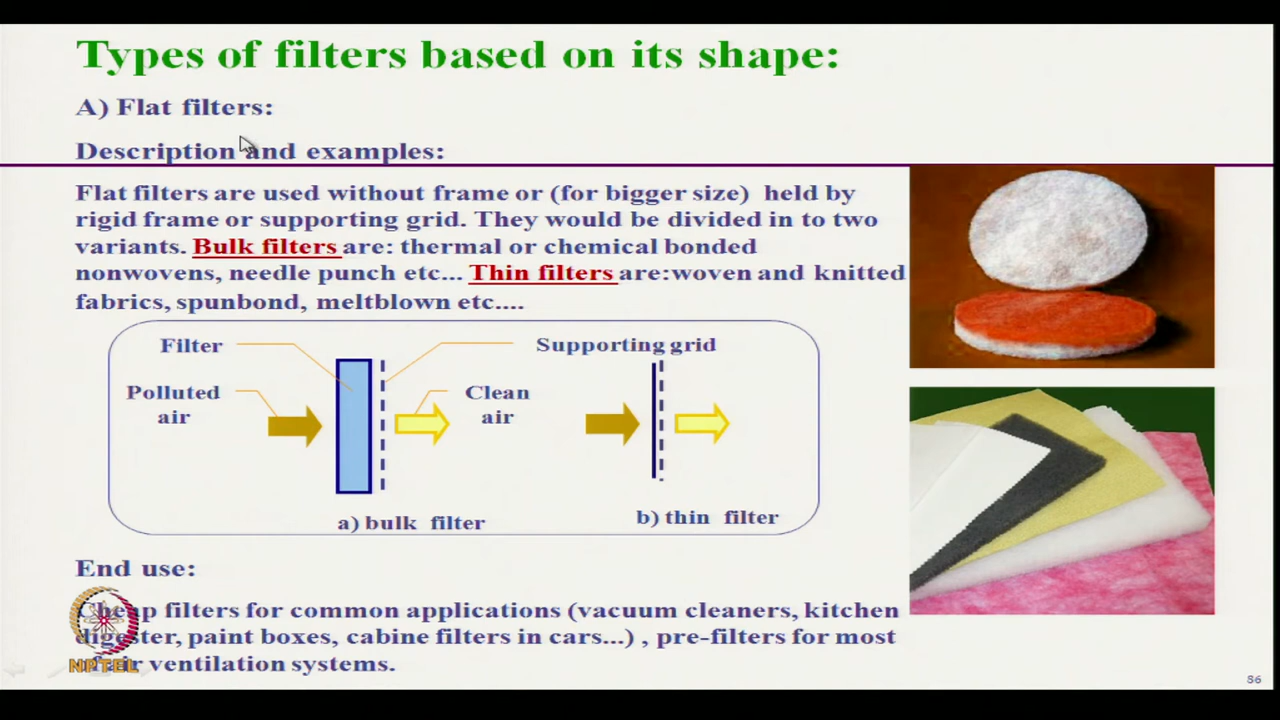 Types of filters based on its shape:
A) Flat filters:
Description and examples:
Flat filters are used without frame or (for bigger size) held by
rigid frame or supporting grid. They would be divided in to two
variants. Bulk filters are: thermal or chemical bonded
nonwovens, needle punch etc... Thin filters are:woven and knitted
fabrics, spunbond, meltblown etc....
Filter
Supporting grid
Polluted
air
Clean
air
a) bulk filter
b) thin filter
End use:
Cheap filters for common applications (vacuum cleaners, kitchen
digester, paint boxes, cabine filters in cars...) , pre-filters for most
air ventilation systems.
NPTEL
36